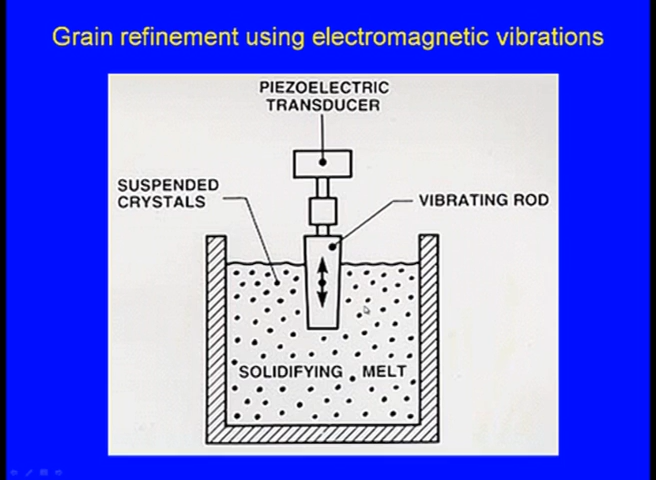 Grain refinement using electromagnetic vibrations
PIEZOELECTRIC
TRANSDUCER
SUSPENDED
CRYSTALS
VIBRATING ROD
SOLIDIFYING MELT